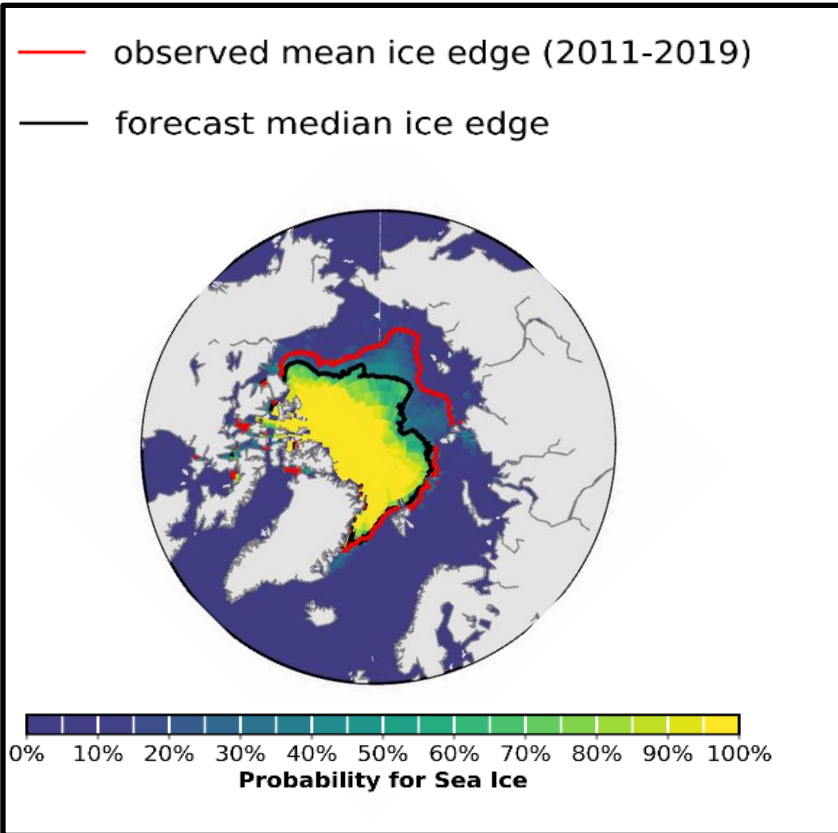 observed mean ice edge (2011-2019)
forecast median ice edge
0% 10% 20% 30% 40% 50% 60% 70% 80% 90% 100%
Probability for Sea Ice